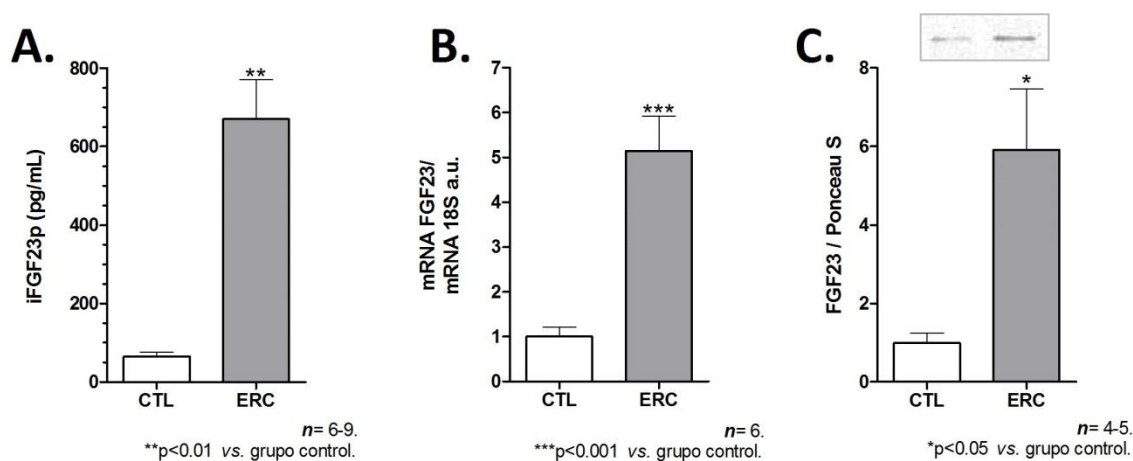 A.
800
600
400
200
0
iFGF23p (pg/mL)
**
CTL ERC
n= 6-9.
**p<0.01 vs. grupo control.
B.
7
6
5
4
3
2
1
0
mRNA FGF23/
mRNA 18S a.u.
***
CTL ERC
n= 6.
***p<0.001 vs. grupo control.
C.
8
6
4
2
0
FGF23 / Ponceau S
*
CTL ERC
n= 4-5.
*p<0.05 vs. grupo control.